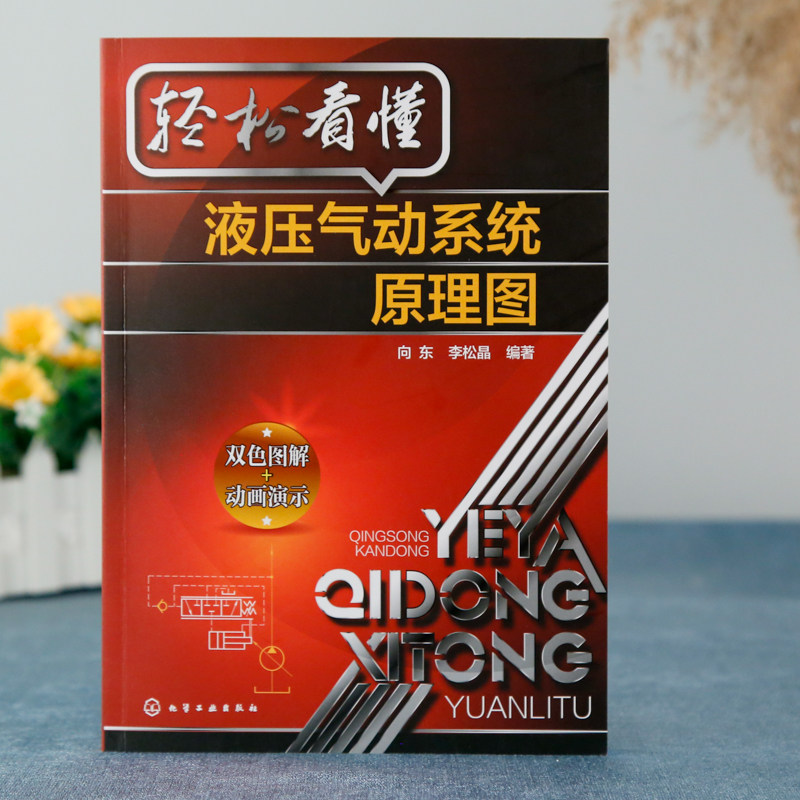 轻松看懂
液压气动系统
原理图
向东 李松晶 编著
双色图解
+
动画演示
QINGSONG
KANDONG
YEYA
QIDONG
XITONG
YUANLITU
化学工业出版社